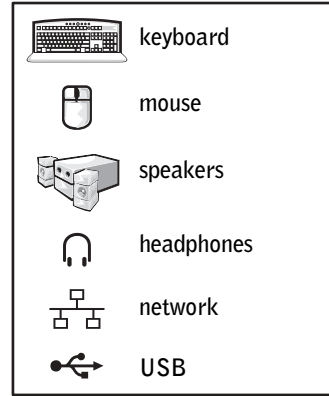 keyboard
mouse
speakers
headphones
network
USB